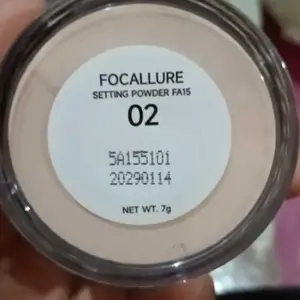 FOCALLURE
SETTING POWDER FA15
02
5A155101
20290114
NET WT. 7g